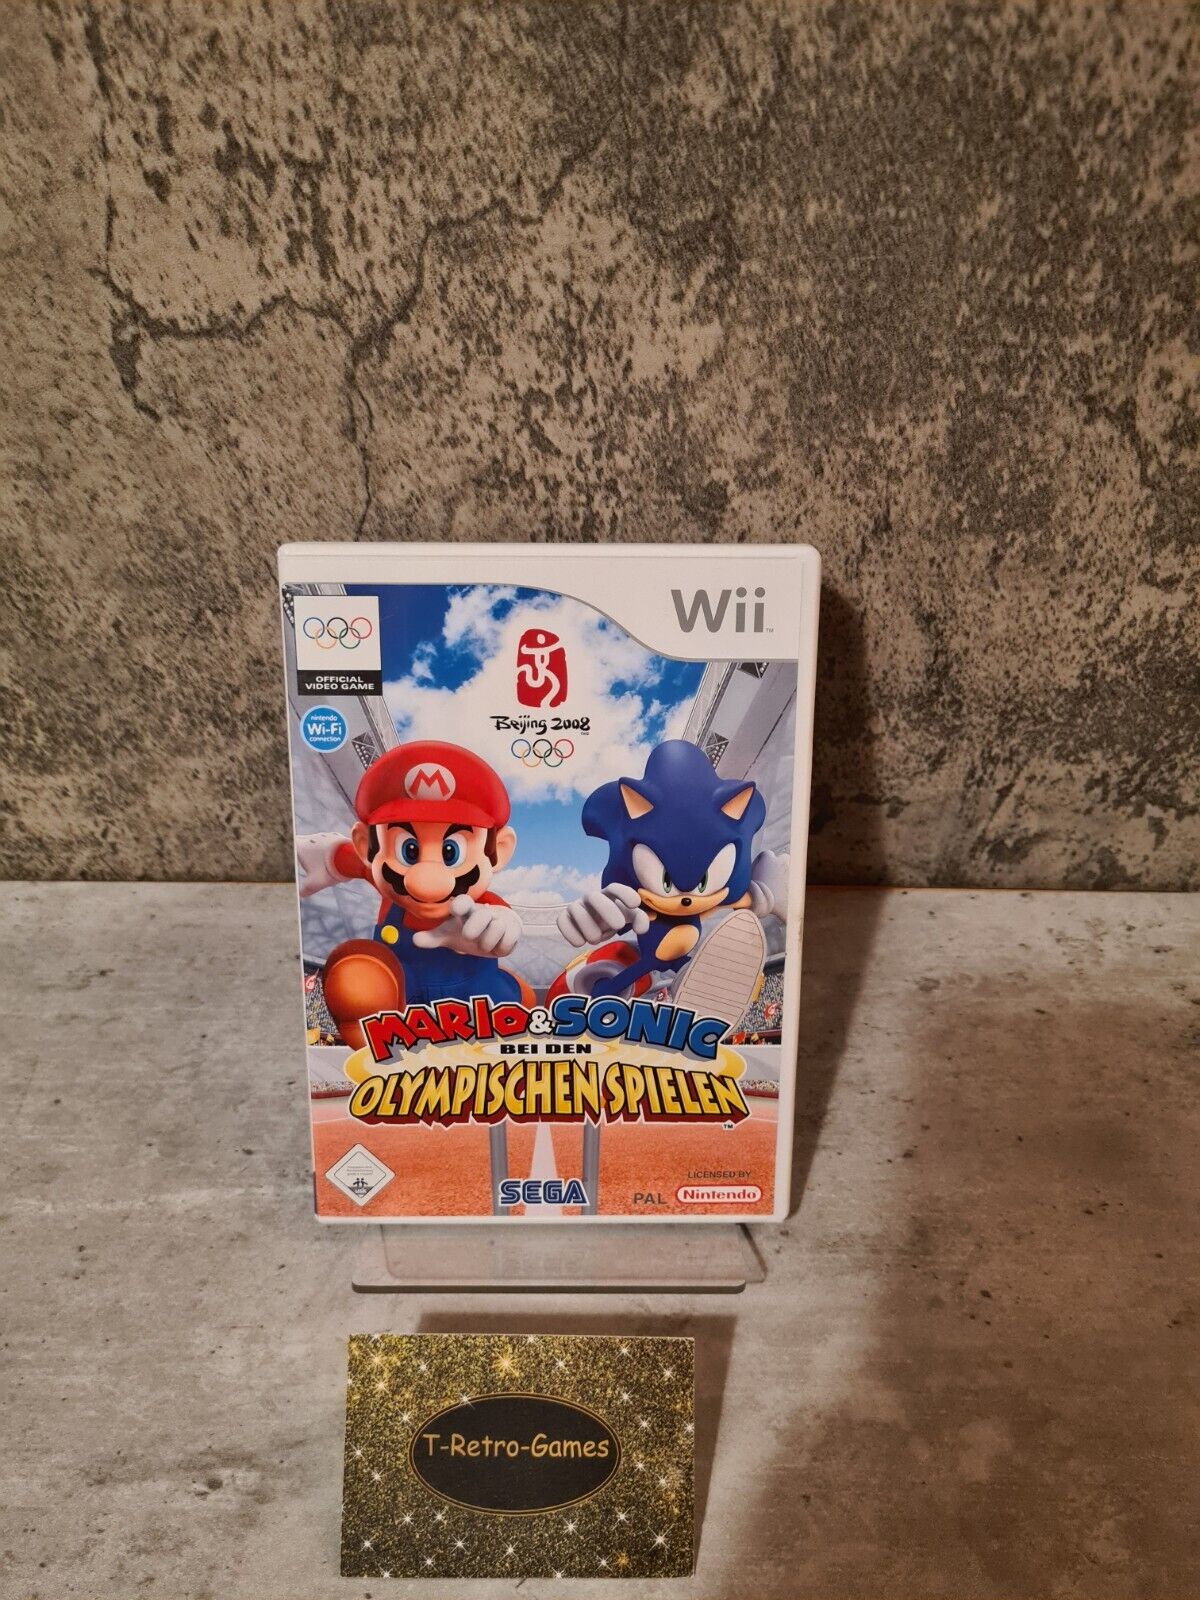 Wii
OFFICIAL
VIDEO GAME
nintendo
Wi-Fi
connection
Beijing 2008
M
MARIO & SONIC
BEI DEN
OLYMPISCHEN SPIELEN
TM
SEGA
PAL
LICENSED BY
Nintendo
T-Retro-Games